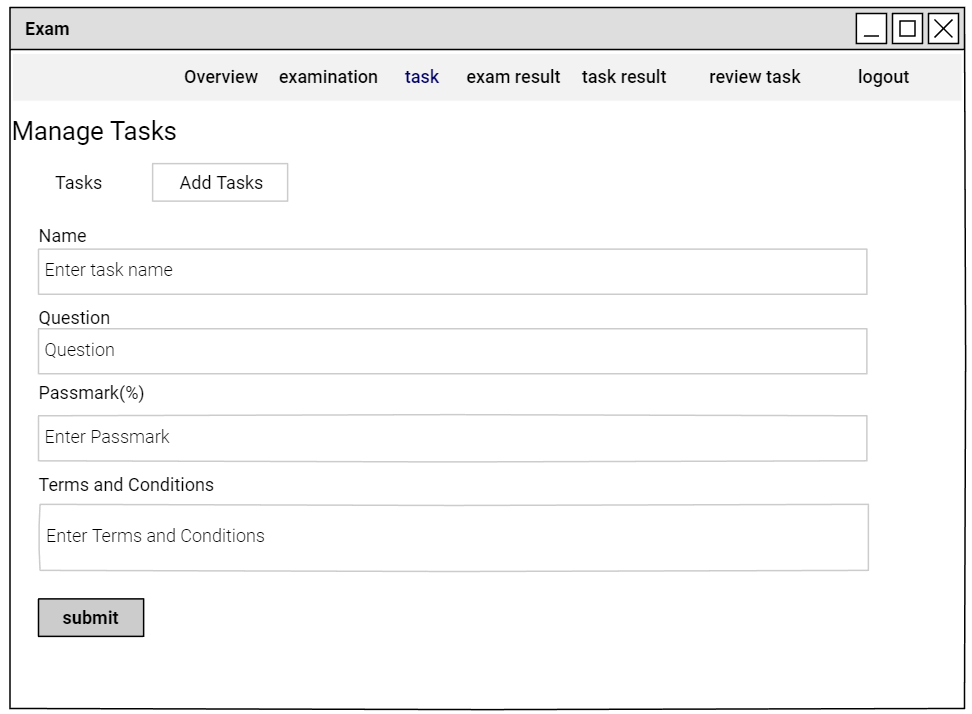 Exam
Overview examination task exam result task result review task logout
Manage Tasks
Tasks Add Tasks
Name
Enter task name
Question
Question
Passmark(%)
Enter Passmark
Terms and Conditions
Enter Terms and Conditions
submit